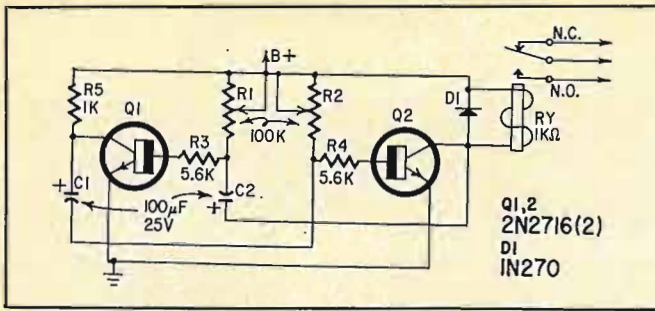 N.C.
B+
R5
1K
Q1
R1
R2
Q2
D1
N.O.
RY
1KΩ
R3
100K
R4
5.6K
5.6K
+
C1
C2
+
100µF
25V
Q1,2
2N2716(2)
D1
1N270